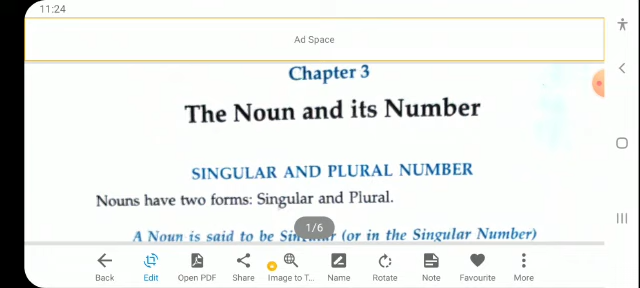 11:24
Ad Space
Chapter 3
The Noun and its Number
SINGULAR AND PLURAL NUMBER
Nouns have two forms: Singular and Plural.
1/6
A Noun is said to be (or in the Singular Number)
Back
Edit
Open PDF
Share
Image to T...
Name
Rotate
Note
Favourite
More